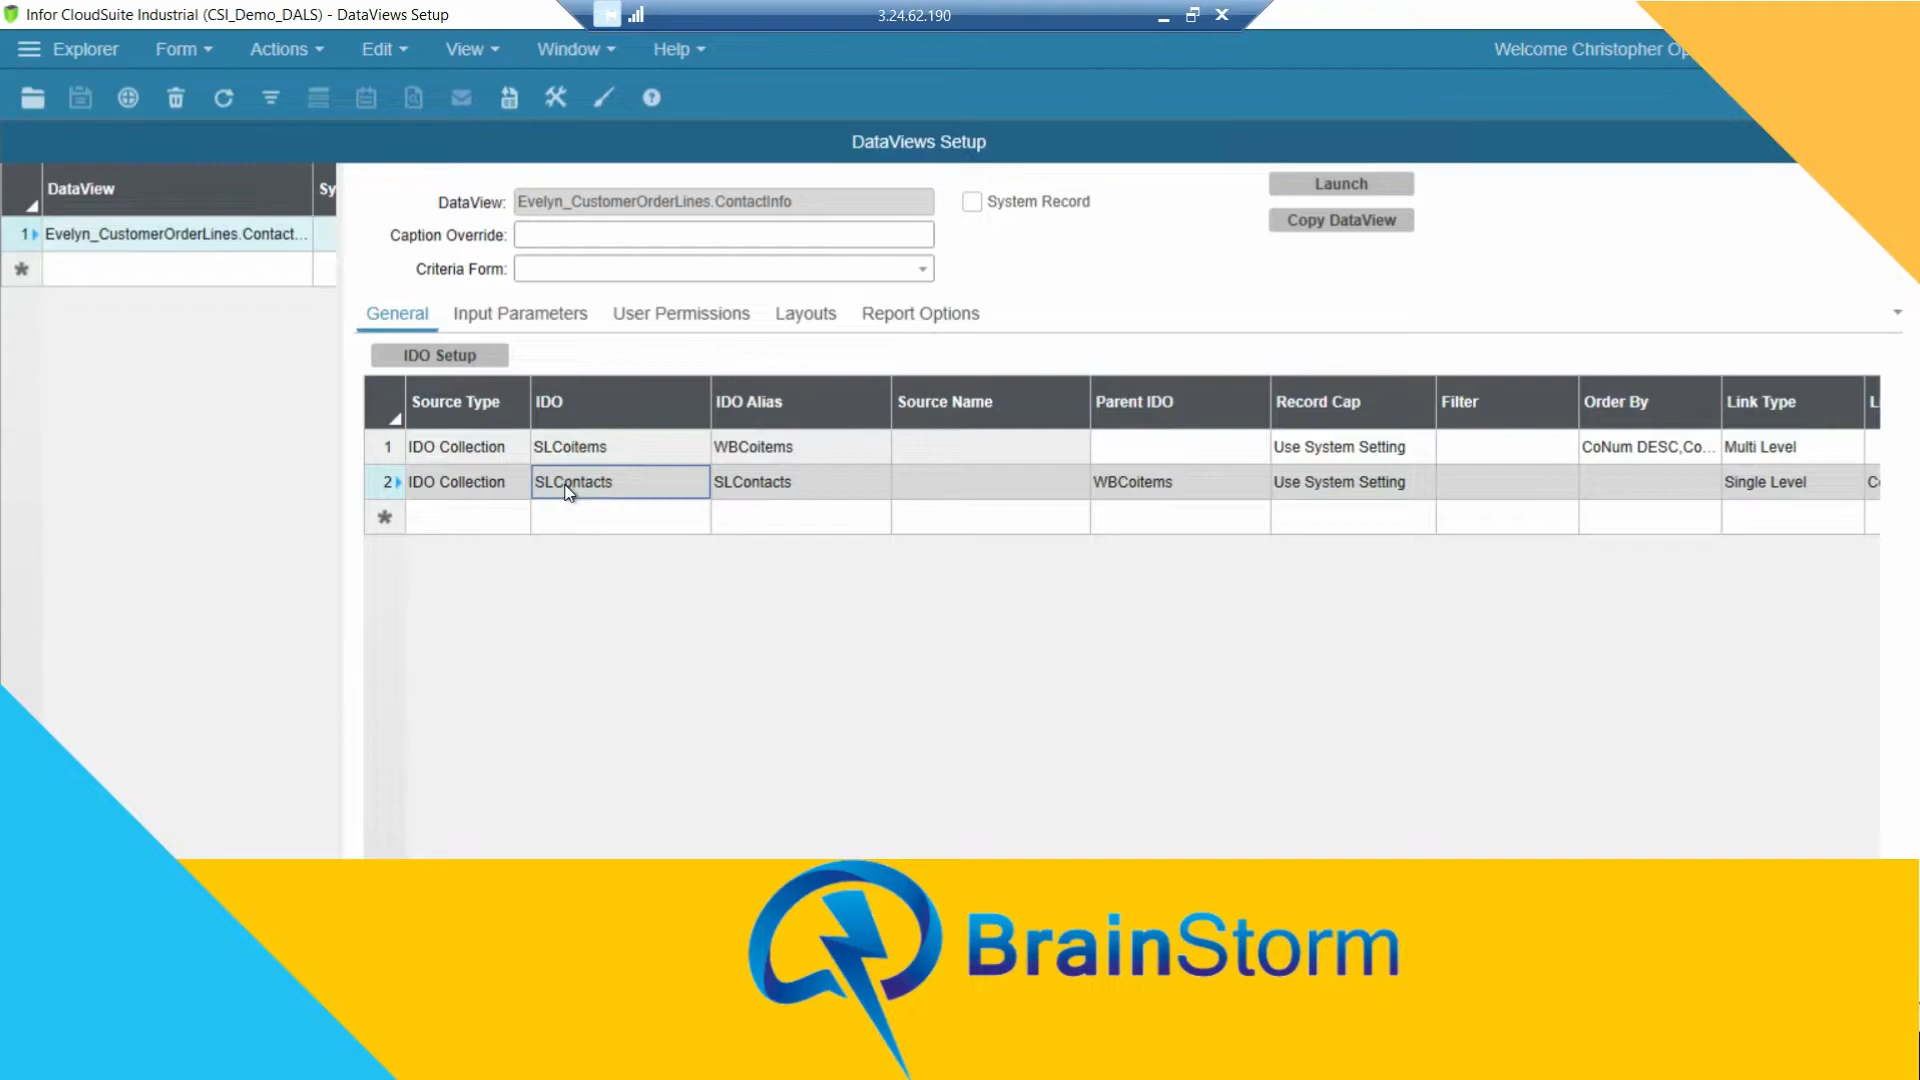 Infor CloudSuite Industrial (CSI_Demo_DALS) - DataViews Setup
3.24.62.190
Explorer Form Actions Edit View Window Help
Welcome Christopher
DataViews Setup
DataView Sy
1 Evelyn_CustomerOrderLines.Contact...
*
DataView: Evelyn_CustomerOrderLines.ContactInfo
System Record
Launch
Caption Override:
Copy DataView
Criteria Form:
General Input Parameters User Permissions Layouts Report Options
IDO Setup
Source Type IDO IDO Alias Source Name Parent IDO Record Cap Filter Order By Link Type
1 IDO Collection SLCoitems WBCoitems Use System Setting CoNum DESC,Co... Multi Level
2 IDO Collection SLContacts SLContacts WBCoitems Use System Setting Single Level
*
BrainStorm